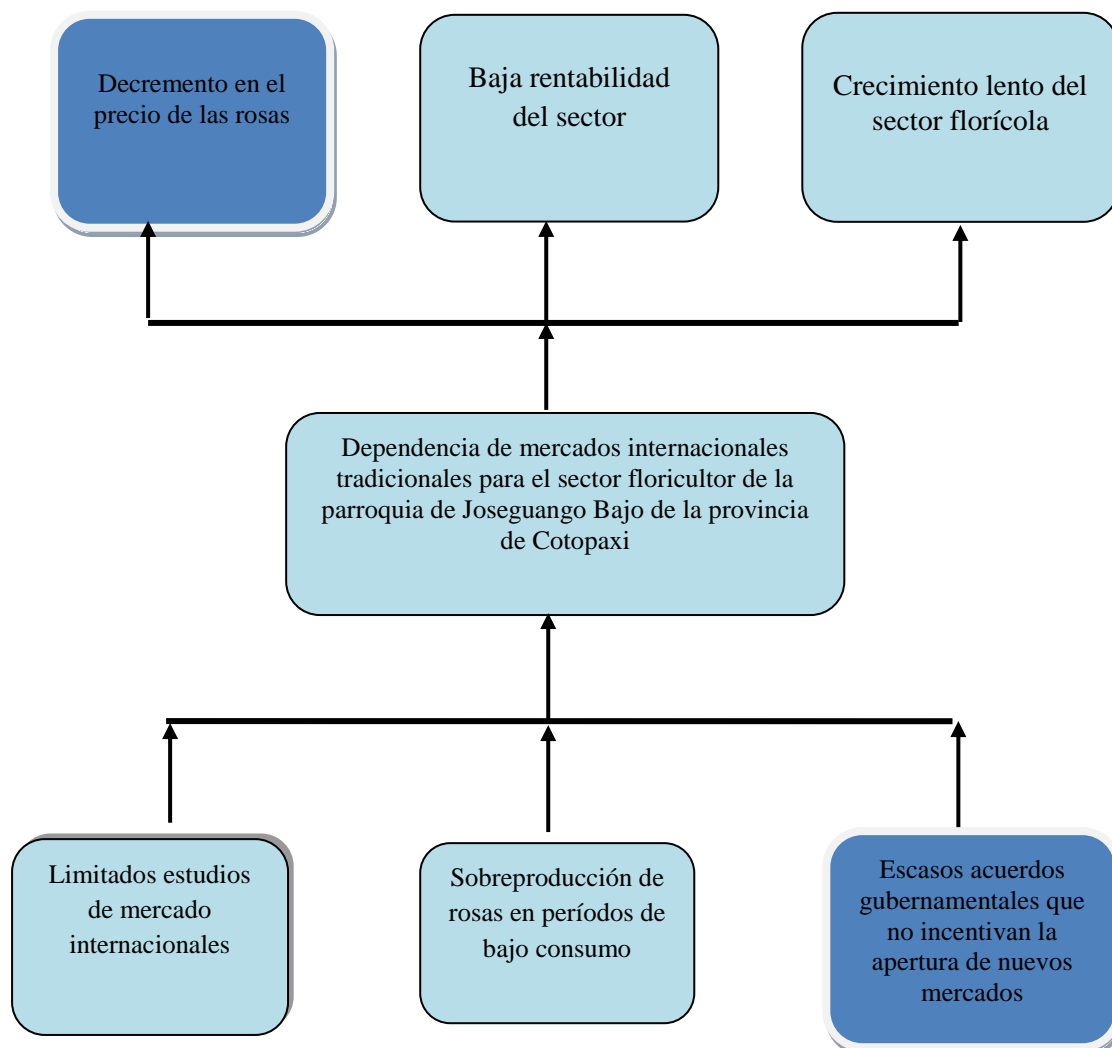 Decremento en el
precio de las rosas
Baja rentabilidad
del sector
Crecimiento lento del
sector florícola
Dependencia de mercados internacionales
tradicionales para el sector floricultor de la
parroquia de Joseguango Bajo de la provincia
de Cotopaxi
Limitados estudios
de mercado
internacionales
Sobreproducción de
rosas en períodos de
bajo consumo
Escasos acuerdos
gubernamentales que
no incentivan la
apertura de nuevos
mercados